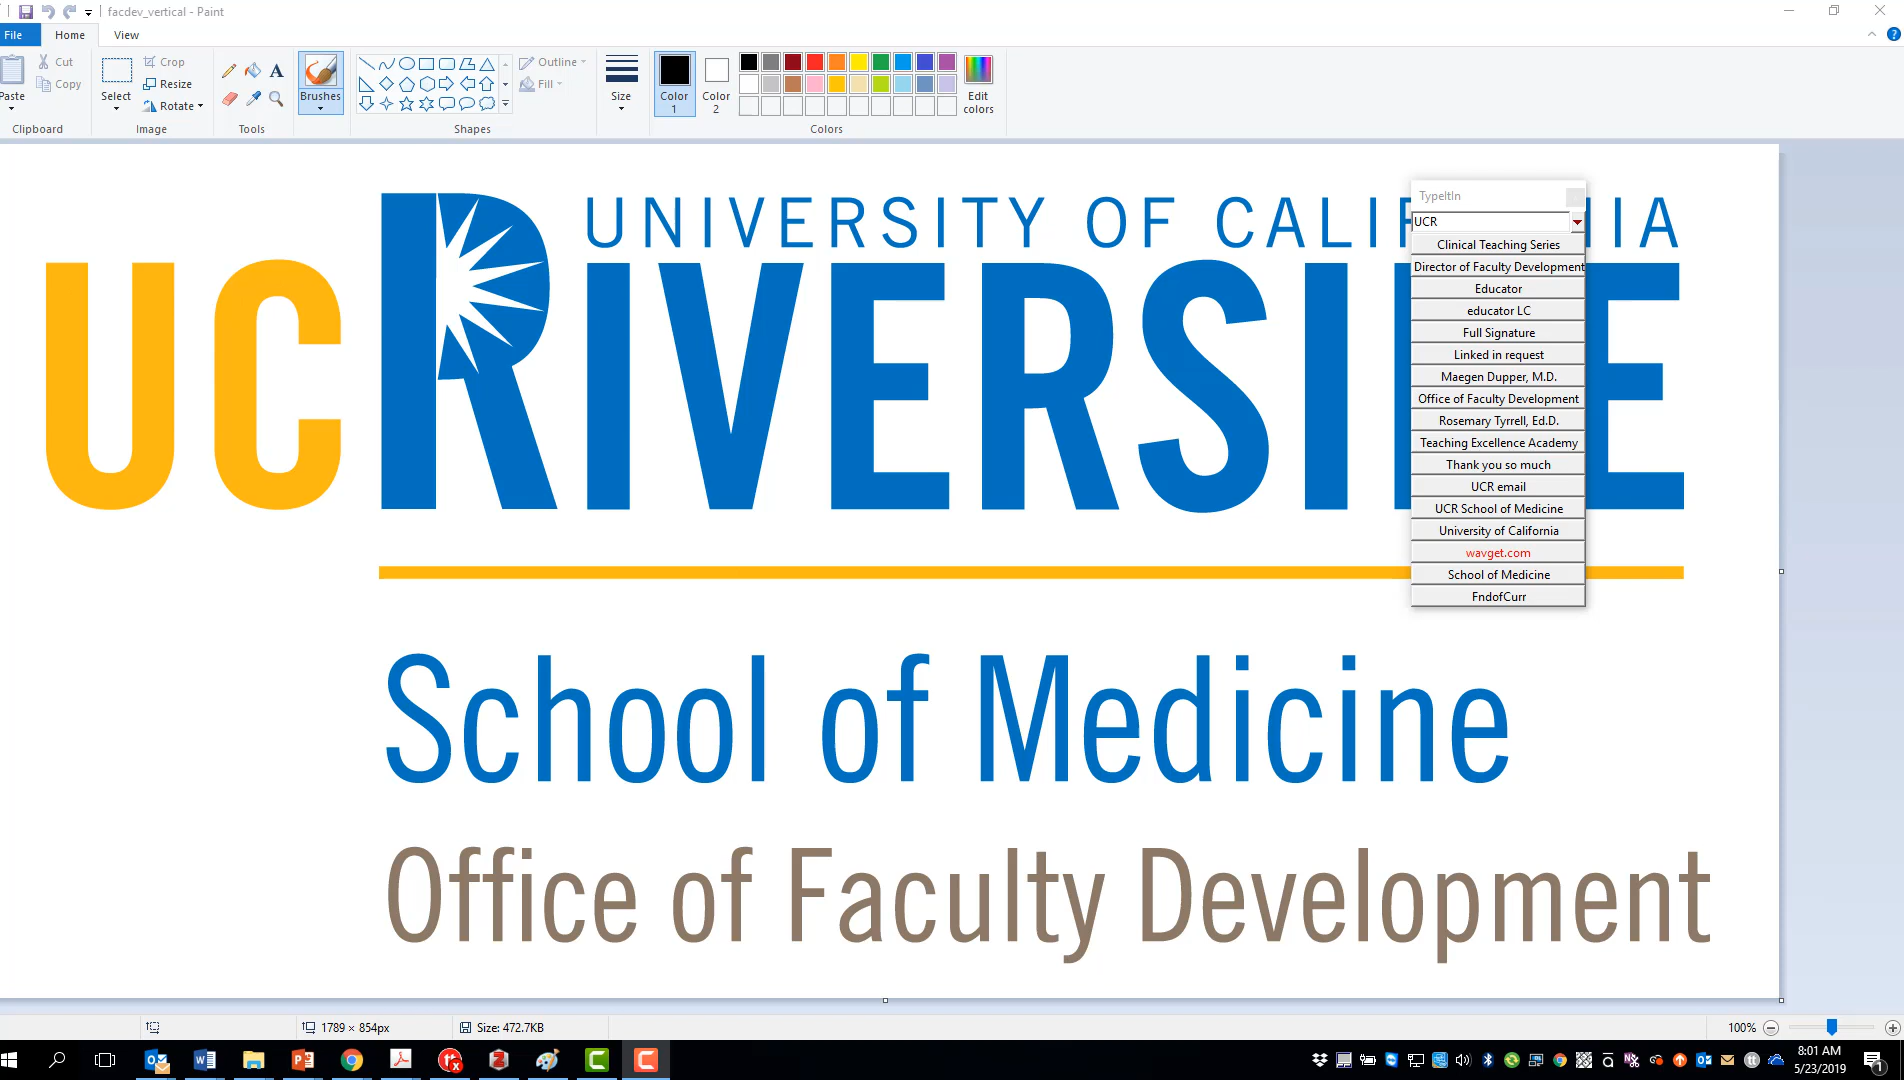 facdev_vertical - Paint
File
Home
View
Paste
Cut
Copy
Clipboard
Select
Crop
Resize
Rotate
Image
A
Tools
Brushes
Shapes
Outline
Fill
Size
Color 1
Color 2
Edit colors
Colors
UNIVERSITY OF CALIF
NIA
UC RIVERSI
E
TypeItIn
UCR
Clinical Teaching Series
Director of Faculty Development
Educator
educator LC
Full Signature
Linked in request
Maegen Dupper, M.D.
Office of Faculty Development
Rosemary Tyrrell, Ed.D.
Teaching Excellence Academy
Thank you so much
UCR email
UCR School of Medicine
University of California
wavget.com
School of Medicine
FndofCurr
School of Medicine
Office of Faculty Development
1789 × 854px
Size: 472.7KB
100%
8:01 AM
5/23/2019